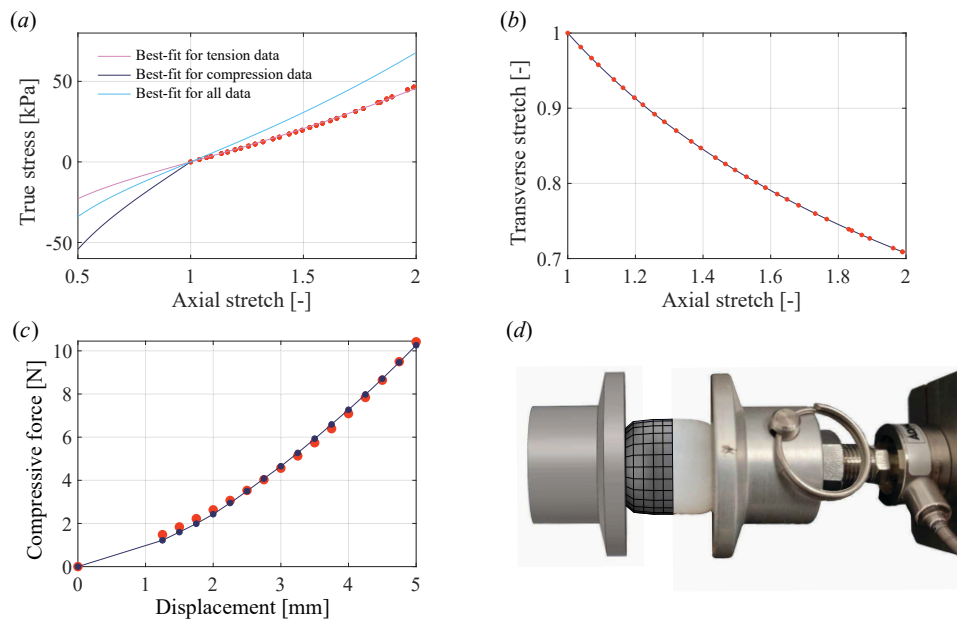 (a)
True stress [kPa]
50
0
-50
Best-fit for tension data
Best-fit for compression data
Best-fit for all data
0.5
1
1.5
2
Axial stretch [-]
(b)
Transverse stretch [-]
1
0.9
0.8
0.7
1
1.2
1.4
1.6
1.8
2
Axial stretch [-]
(c)
Compressive force [N]
10
8
6
4
2
0
0
1
2
3
4
5
Displacement [mm]
(d)